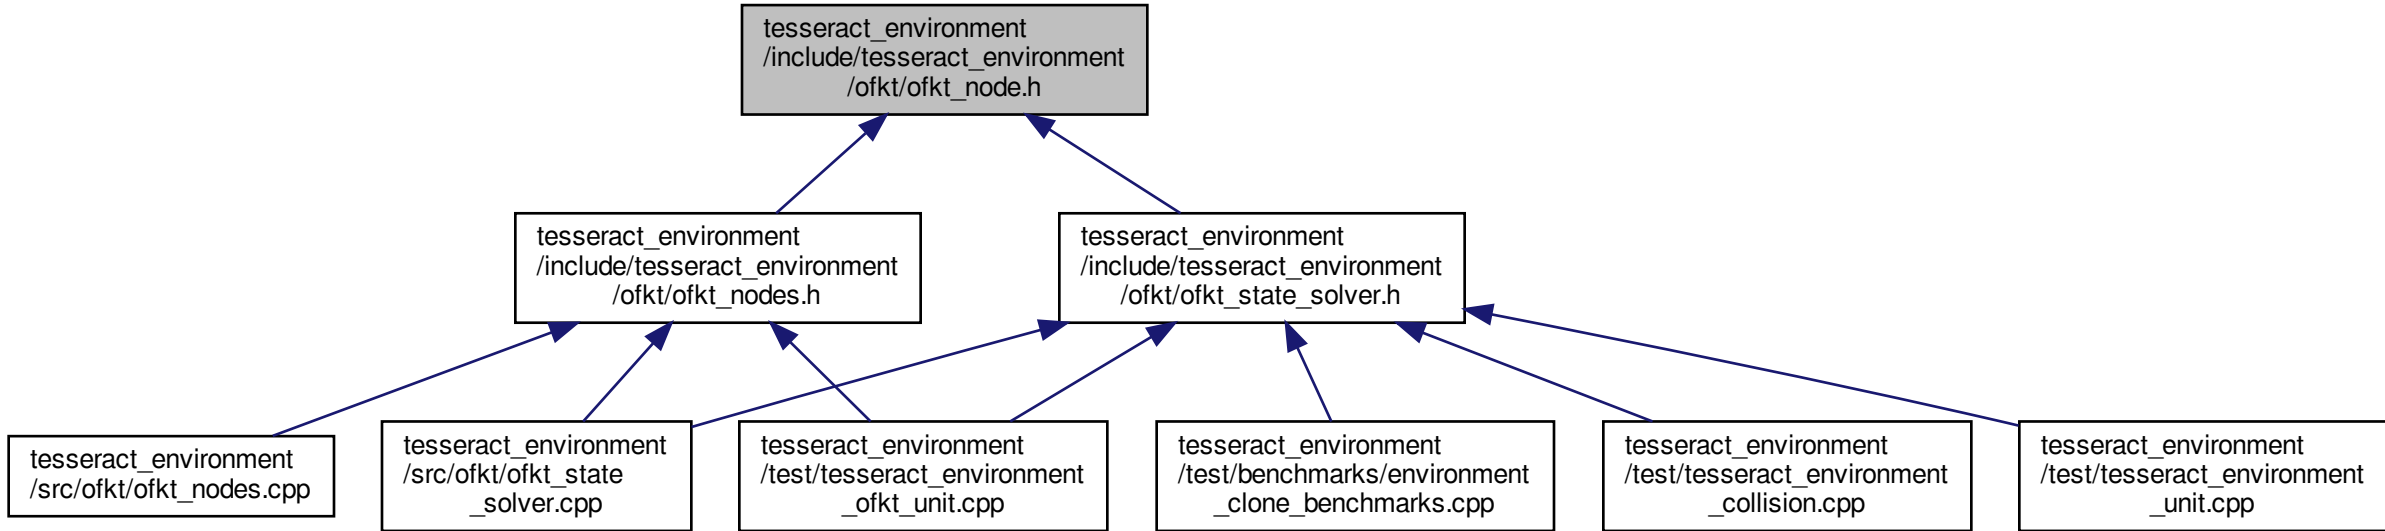 tesseract_environment
/include/tesseract_environment
/ofkt/ofkt_node.h
tesseract_environment
/include/tesseract_environment
/ofkt/ofkt_nodes.h
tesseract_environment
/include/tesseract_environment
/ofkt/ofkt_state_solver.h
tesseract_environment
/src/ofkt/ofkt_nodes.cpp
tesseract_environment
/src/ofkt/ofkt_state
_solver.cpp
tesseract_environment
/test/tesseract_environment
_ofkt_unit.cpp
tesseract_environment
/test/benchmarks/environment
_clone_benchmarks.cpp
tesseract_environment
/test/tesseract_environment
_collision.cpp
tesseract_environment
/test/tesseract_environment
_unit.cpp